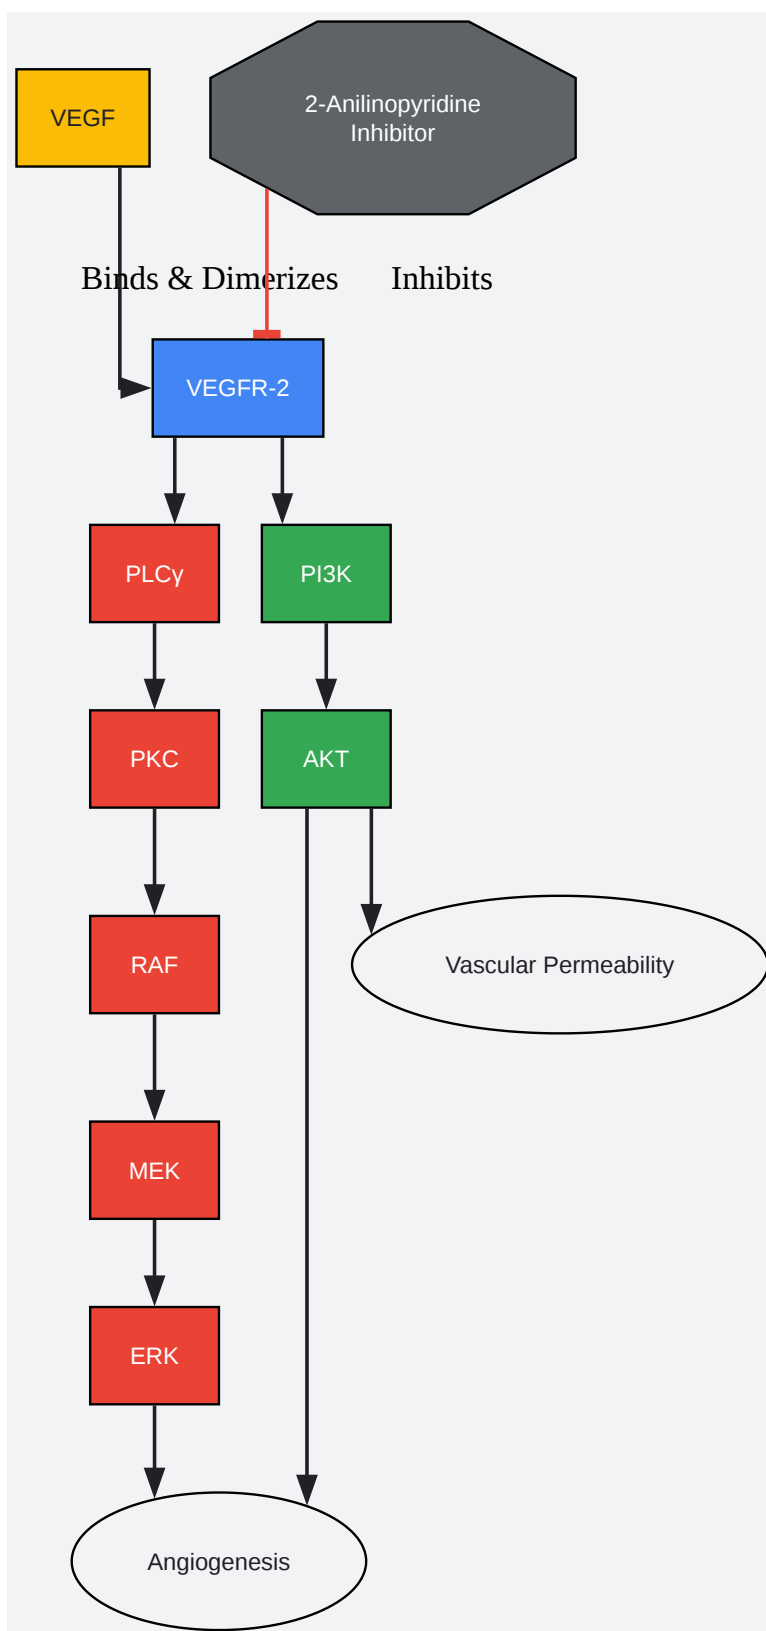 VEGF
2-Anilinopyridine
Inhibitor
Binds & Dimerizes
Inhibits
VEGFR-2
PLCγ
PI3K
PKC
AKT
RAF
Vascular Permeability
MEK
ERK
Angiogenesis